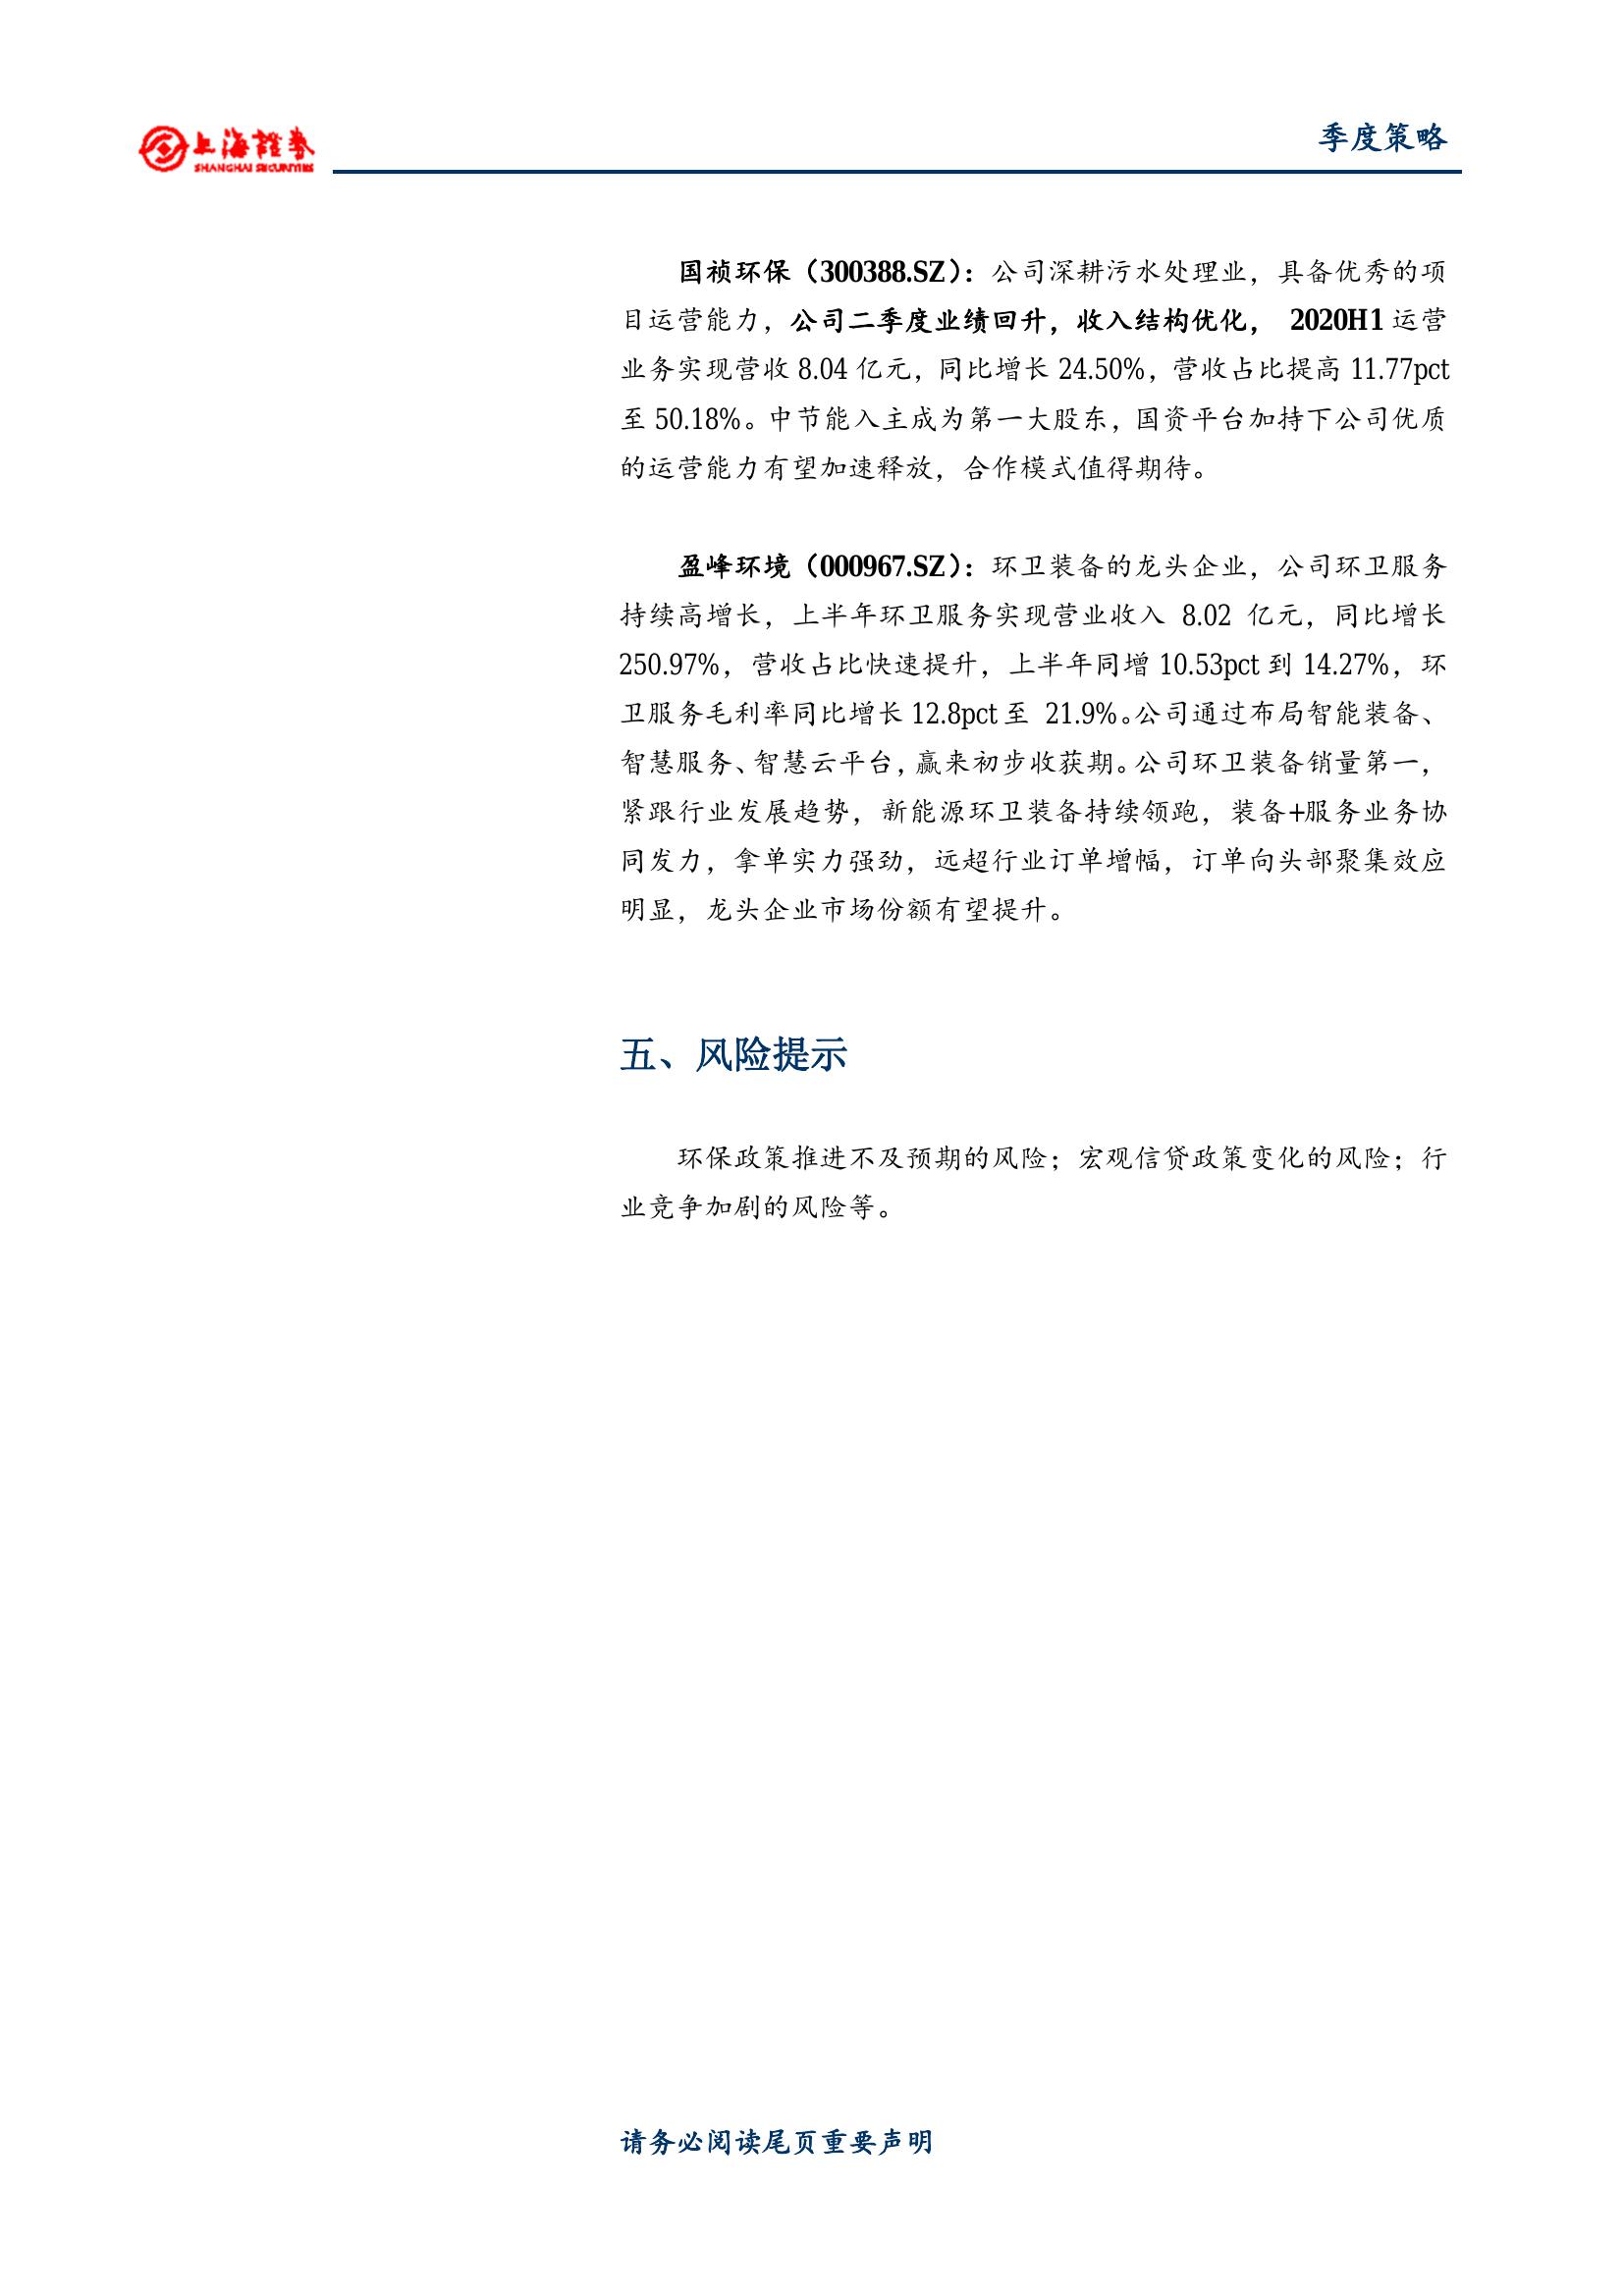 上海證券
SHANGHAI SECURITIES
季度策略
国祯环保（300388.SZ）：公司深耕污水处理业，具备优秀的项
目运营能力，公司二季度业绩回升，收入结构优化， 2020H1 运营
业务实现营收 8.04 亿元，同比增长 24.50%，营收占比提高 11.77pct
至 50.18%。中节能入主成为第一大股东，国资平台加持下公司优质
的运营能力有望加速释放，合作模式值得期待。
盈峰环境（000967.SZ）：环卫装备的龙头企业，公司环卫服务
持续高增长，上半年环卫服务实现营业收入 8.02 亿元，同比增长
250.97%，营收占比快速提升，上半年同增 10.53pct 到 14.27%，环
卫服务毛利率同比增长 12.8pct 至 21.9%。公司通过布局智能装备、
智慧服务、智慧云平台，赢来初步收获期。公司环卫装备销量第一，
紧跟行业发展趋势，新能源环卫装备持续领跑，装备+服务业务协
同发力，拿单实力强劲，远超行业订单增幅，订单向头部聚集效应
明显，龙头企业市场份额有望提升。
五、风险提示
环保政策推进不及预期的风险；宏观信贷政策变化的风险；行
业竞争加剧的风险等。
请务必阅读尾页重要声明